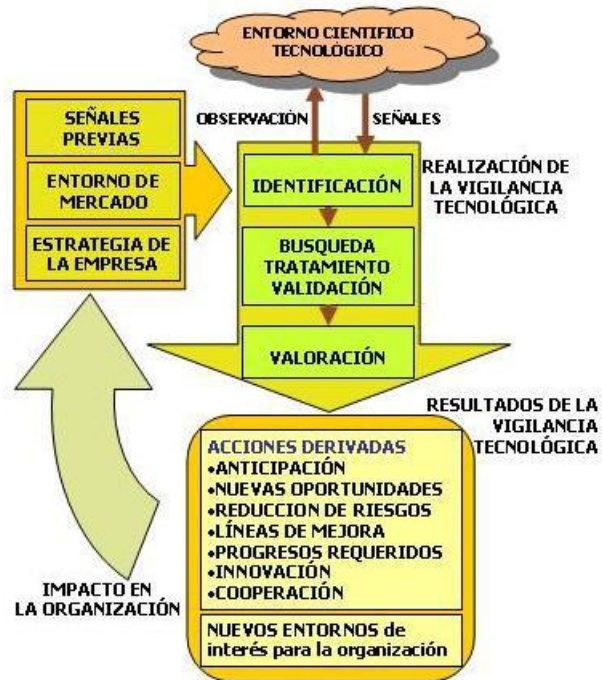 ENTORNO CIENTIFICO
TECNOLÓGICO
OBSERVACIÓN
SEÑALES
SEÑALES
PREVIAS
ENTORNO DE
MERCADO
ESTRATEGIA DE
LA EMPRESA
IDENTIFICACIÓN
BUSQUEDA
TRATAMIENTO
VALIDACIÓN
VALORACIÓN
REALIZACIÓN DE
LA VIGILANCIA
TECNOLÓGICA
RESULTADOS DE LA
VIGILANCIA
TECNOLÓGICA
ACCIONES DERIVADAS
•ANTICIPACIÓN
•NUEVAS OPORTUNIDADES
•REDUCCION DE RIESGOS
•LÍNEAS DE MEJORA
•PROGRESOS REQUERIDOS
•INNOVACIÓN
•COOPERACIÓN
NUEVOS ENTORNOS de
interés para la organización
IMPACTO EN
LA ORGANIZACIÓN